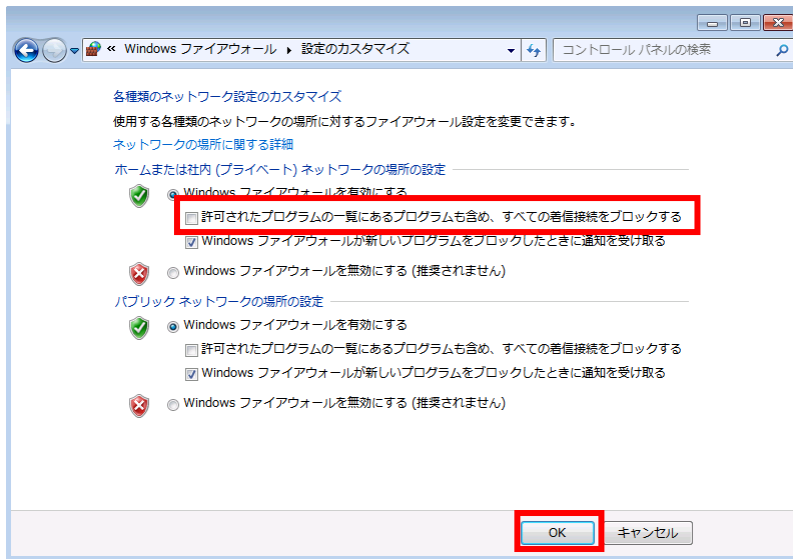 « Windows ファイアウォール ▸ 設定のカスタマイズ
コントロール パネルの検索
各種類のネットワーク設定のカスタマイズ
使用する各種類のネットワークの場所に対するファイアウォール設定を変更できます。
ネットワークの場所に関する詳細
ホームまたは社内 (プライベート) ネットワークの場所の設定
Windows ファイアウォールを有効にする
許可されたプログラムの一覧にあるプログラムも含め、すべての着信接続をブロックする
Windows ファイアウォールが新しいプログラムをブロックしたときに通知を受け取る
Windows ファイアウォールを無効にする (推奨されません)
パブリック ネットワークの場所の設定
Windows ファイアウォールを有効にする
許可されたプログラムの一覧にあるプログラムも含め、すべての着信接続をブロックする
Windows ファイアウォールが新しいプログラムをブロックしたときに通知を受け取る
Windows ファイアウォールを無効にする (推奨されません)
OK
キャンセル